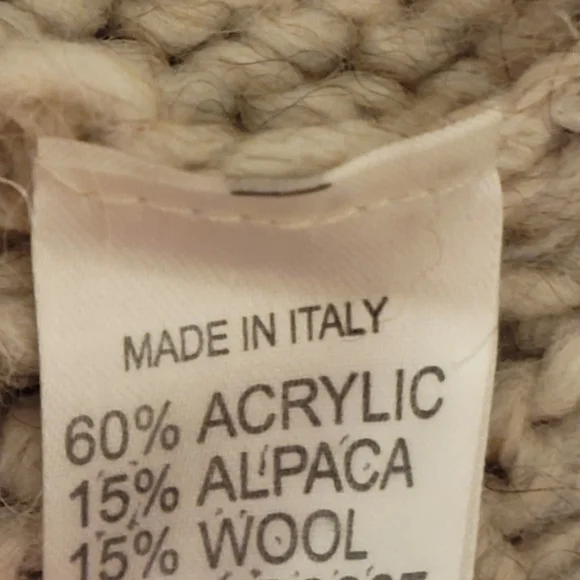 MADE IN ITALY
60% ACRYLIC
15% ALPACA
15% WOOL